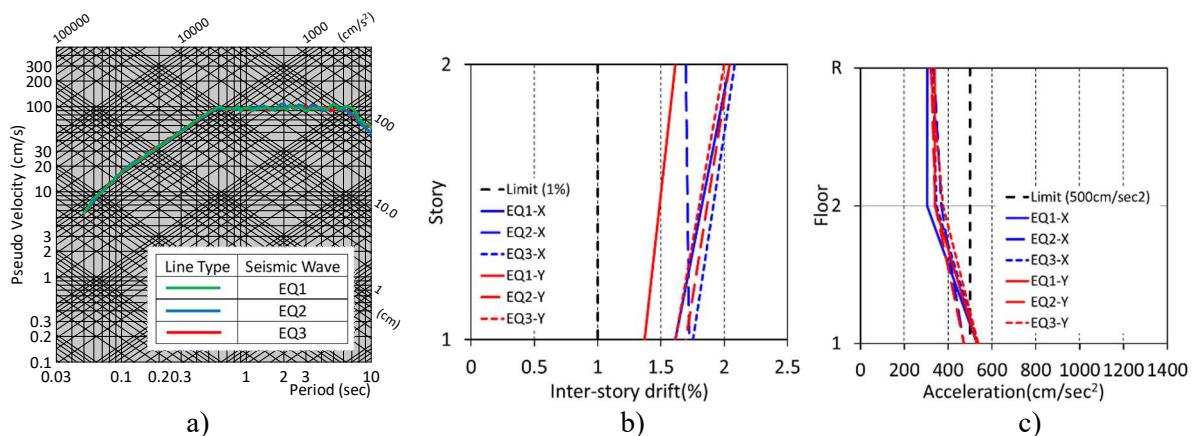 100000
10000
1000
(cm/s²)
300
200
100
30
20
10
3
2
1
0.3
0.2
0.1
100
10.0
1
(cm)
Pseudo Velocity (cm/s)
Line Type Seismic Wave
EQ1
EQ2
EQ3
0.03 0.1 0.20.3 1 2 3 10
Period (sec)
a)
2
1
Story
Limit (1%)
EQ1-X
EQ2-X
EQ3-X
EQ1-Y
EQ2-Y
EQ3-Y
0 0.5 1 1.5 2 2.5
Inter-story drift(%)
b)
R
2
1
Floor
Limit (500cm/sec2)
EQ1-X
EQ2-X
EQ3-X
EQ1-Y
EQ2-Y
EQ3-Y
0 200 400 600 800 1000 1200 1400
Acceleration(cm/sec²)
c)